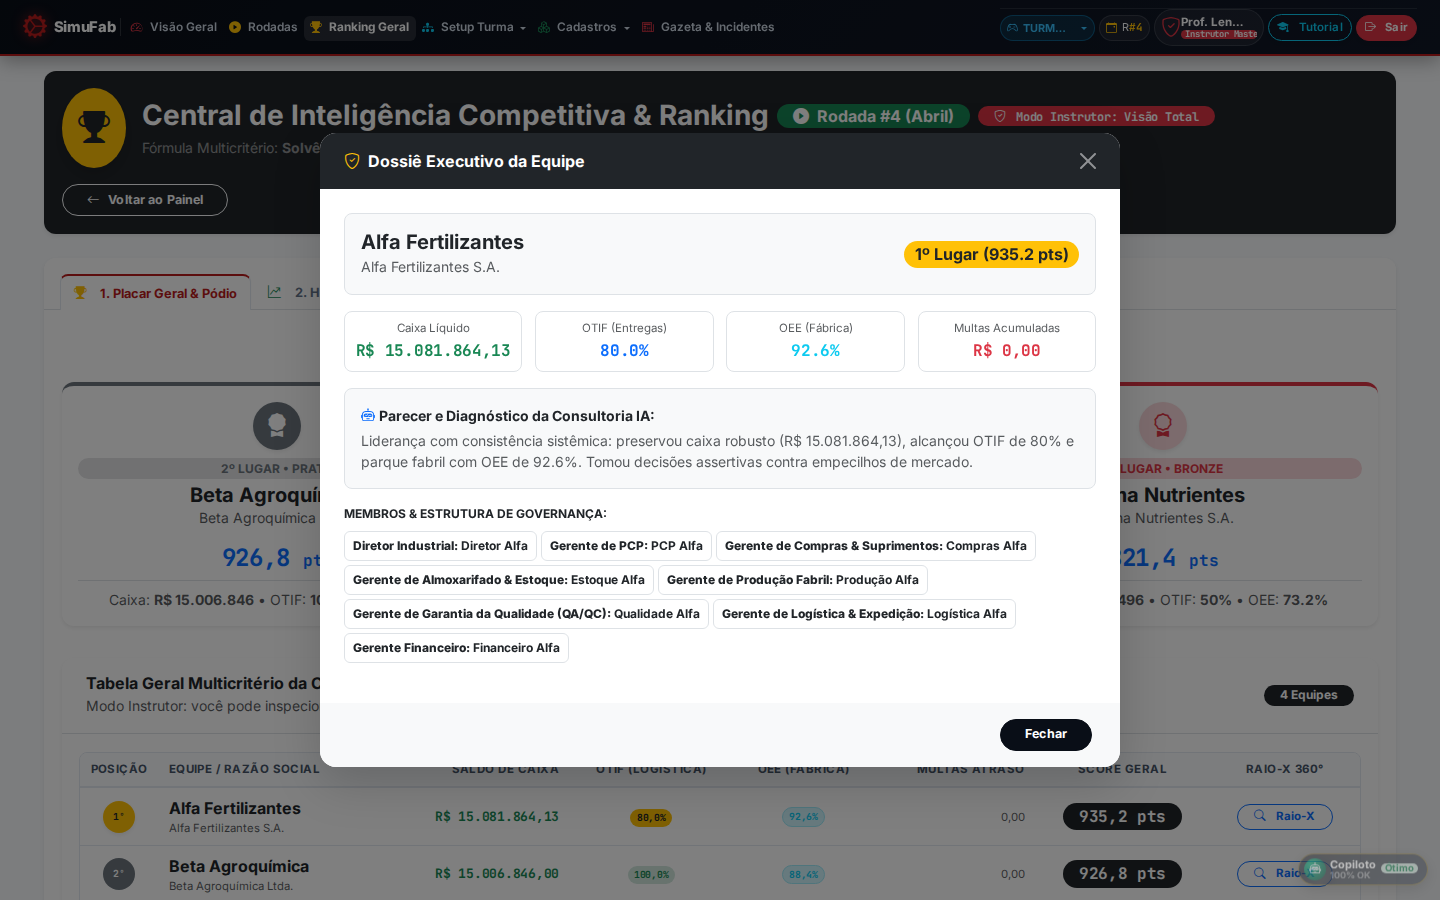 SimuFab
Visão Geral
Rodadas
Ranking Geral
Setup Turma
Cadastros
Gazeta & Incidentes
TURM...
R#4
Prof. Len...
Instrutor Maste
Tutorial
Sair
Central de Inteligência Competitiva & Ranking
Rodada #4 (Abril)
Modo Instrutor: Visão Total
Fórmula Multicritério:
Voltar ao Painel
Dossiê Executivo da Equipe
Alfa Fertilizantes
Alfa Fertilizantes S.A.
1º Lugar (935.2 pts)
Caixa Líquido
R$ 15.081.864,13
OTIF (Entregas)
80.0%
OEE (Fábrica)
92.6%
Multas Acumuladas
R$ 0,00
Parecer e Diagnóstico da Consultoria IA:
Liderança com consistência sistêmica: preservou caixa robusto (R$ 15.081.864,13), alcançou OTIF de 80% e
parque fabril com OEE de 92.6%. Tomou decisões assertivas contra empecilhos de mercado.
MEMBROS & ESTRUTURA DE GOVERNANÇA:
Diretor Industrial: Diretor Alfa
Gerente de PCP: PCP Alfa
Gerente de Compras & Suprimentos: Compras Alfa
Gerente de Almoxarifado & Estoque: Estoque Alfa
Gerente de Produção Fabril: Produção Alfa
Gerente de Garantia da Qualidade (QA/QC): Qualidade Alfa
Gerente de Logística & Expedição: Logística Alfa
Gerente Financeiro: Financeiro Alfa
Fechar
1. Placar Geral & Pódio
2. H
2º LUGAR • PRAT
Beta Agroquí
Beta Agroquímica
926,8 pt
Caixa: R$ 15.006.846 • OTIF: 10
LUGAR • BRONZE
Nutrientes
Nutrientes S.A.
21,4 pts
496 • OTIF: 50% • OEE: 73.2%
Tabela Geral Multicritério da C
Modo Instrutor: você pode inspecio
4 Equipes
POSIÇÃO
EQUIPE / RAZÃO SOCIAL
SALDO DE CAIXA
OTIF (LOGÍSTICA)
OEE (FÁBRICA)
MULTAS ATRASO
SCORE GERAL
RAIO-X 360°
1º
Alfa Fertilizantes
Alfa Fertilizantes S.A.
R$ 15.081.864,13
80,0%
92,6%
0,00
935,2 pts
Raio-X
2º
Beta Agroquímica
Beta Agroquímica Ltda.
R$ 15.006.846,00
100,0%
88,4%
0,00
926,8 pts
Raio-X
Copiloto
100% OK
Ótimo